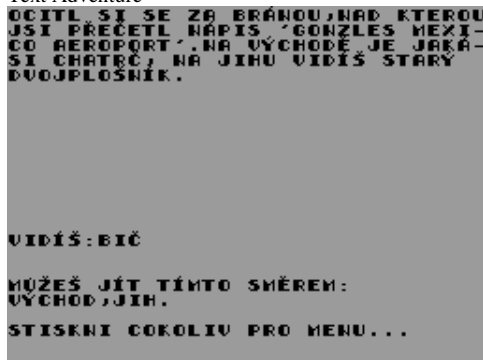 Text Adventure
OCITL SI SE ZA BRÁNOU,NAD KTEROU
JSI PŘEČETL NÁPIS 'GONZLES MEXI-
CO AEROPORT'.NA VÝCHODĚ JE JAKÁ-
SI CHATRČ, NA JIHU VIDÍŠ STARÝ
DVOJPLOŠNÍK.
VIDÍŠ:BIČ
MŮŽEŠ JÍT TÍMTO SMĚREM:
VÝCHOD,JIH.
STISKNI COKOLIV PRO MENU...